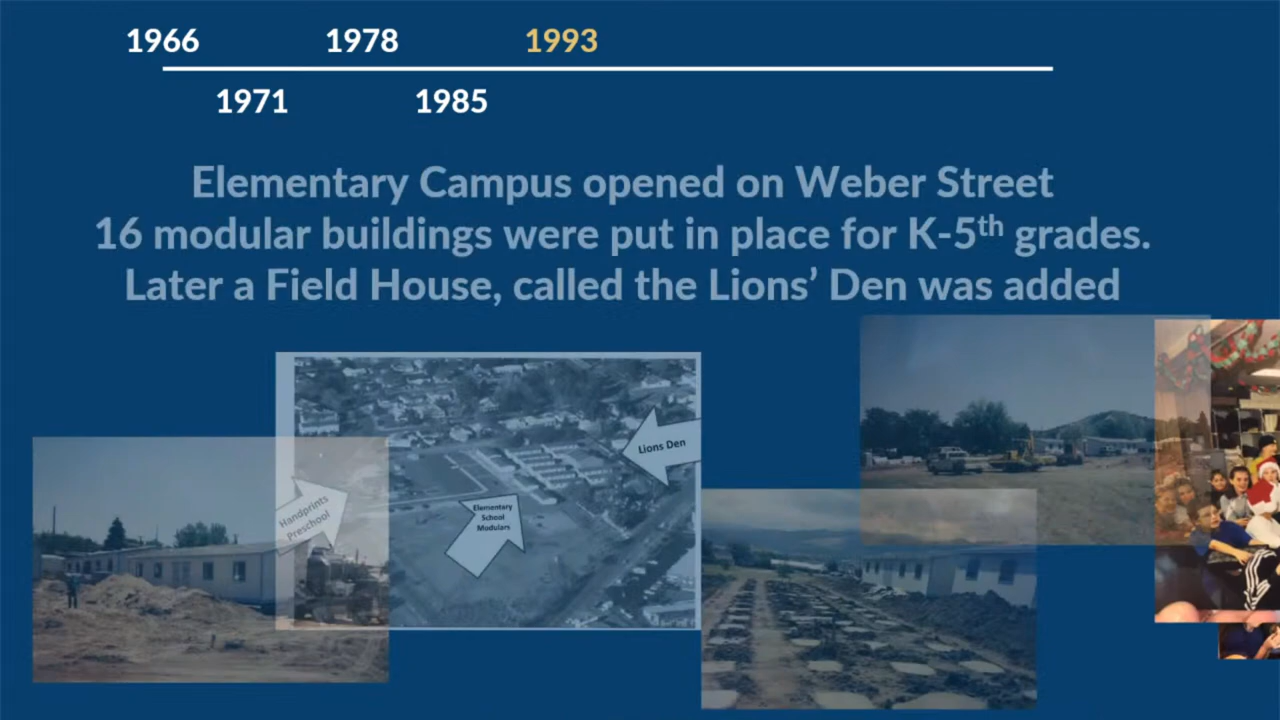 1966 1978 1993
1971 1985
Elementary Campus opened on Weber Street
16 modular buildings were put in place for K-5th grades.
Later a Field House, called the Lions’ Den was added
Lions Den
Handprints
Preschool
Elementary
School
Modulars